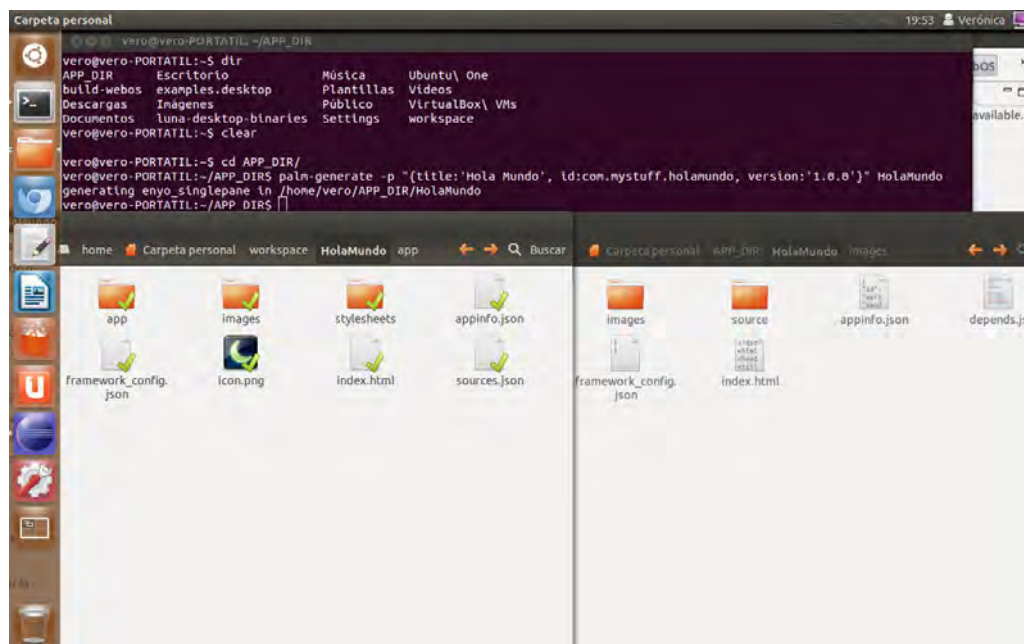 Carpeta personal
19:53 Verónica
vero@vero-PORTATIL: ~/APP_DIR
vero@vero-PORTATIL:~$ dir
APP_DIR Escritorio Música Ubuntu\ One
build-webos examples.desktop Plantillas Vídeos
Descargas Imágenes Público VirtualBox\ VMs
Documentos luna-desktop-binaries Settings workspace
vero@vero-PORTATIL:~$ clear
vero@vero-PORTATIL:~$ cd APP_DIR/
vero@vero-PORTATIL:~/APP_DIR$ palm-generate -p "{title:'Hola Mundo', id:com.mystuff.holamundo, version:'1.0.0'}" HolaMundo
generating enyo_singlepane in /home/vero/APP_DIR/HolaMundo
vero@vero-PORTATIL:~/APP_DIR$
available.
home Carpeta personal workspace HolaMundo app Buscar
Carpeta personal APP_DIR HolaMundo images
app images stylesheets appinfo.json
framework_config.json icon.png index.html sources.json
images source appinfo.json depends.js
framework_config.json index.html